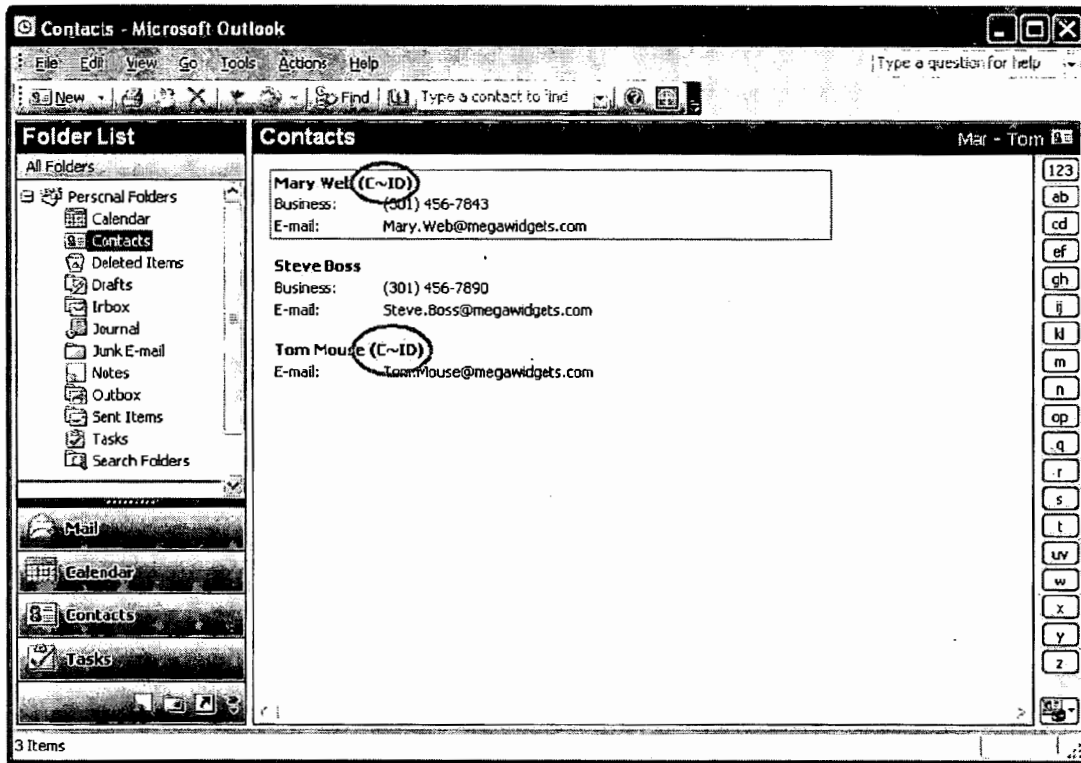 Contacts - Microsoft Outlook
File Edit View Go Tools Actions Help Type a question for help
New Find Type a contact to find
Folder List
All Folders
Personal Folders
Calendar
Contacts
Deleted Items
Drafts
Inbox
Journal
Junk E-mail
Notes
Outbox
Sent Items
Tasks
Search Folders
Mail
Calendar
Contacts
Tasks
Contacts Mar - Tom
Mary Web (C~ID)
Business: (301) 456-7843
E-mail: Mary.Web@megawidgets.com
Steve Boss
Business: (301) 456-7890
E-mail: Steve.Boss@megawidgets.com
Tom Mouse (C~ID)
E-mail: Tom.Mouse@megawidgets.com
123
ab
cd
ef
gh
ij
kl
m
n
op
q
r
s
t
uv
w
x
y
z
3 Items